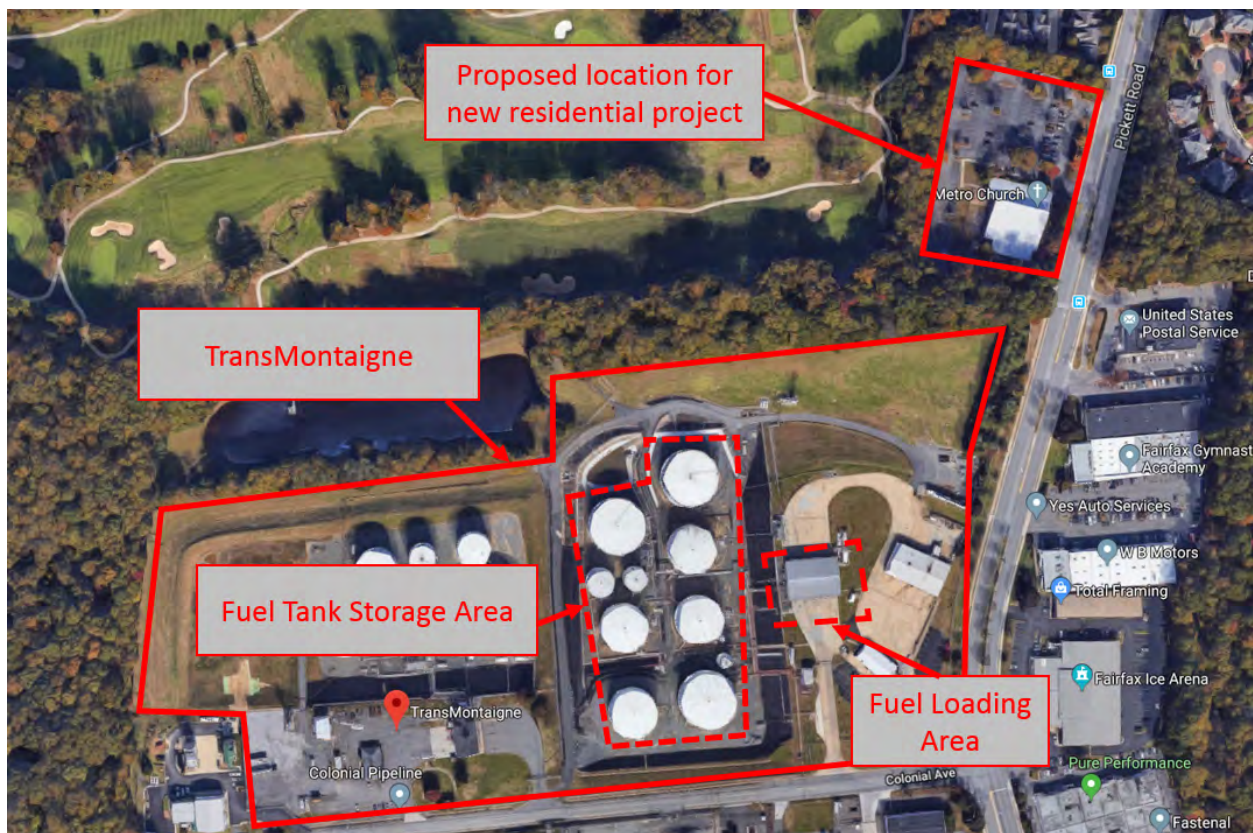 Proposed location for
new residential project
Pickett Road
Metro Church
TransMontaigne
United States
Postal Service
Fairfax Gymnast
Academy
Yes Auto Services
W B Motors
Total Framing
Fuel Tank Storage Area
Fairfax Ice Arena
Fuel Loading
Area
TransMontaigne
Colonial Pipeline
Colonial Ave
Pure Performance
Fastenal